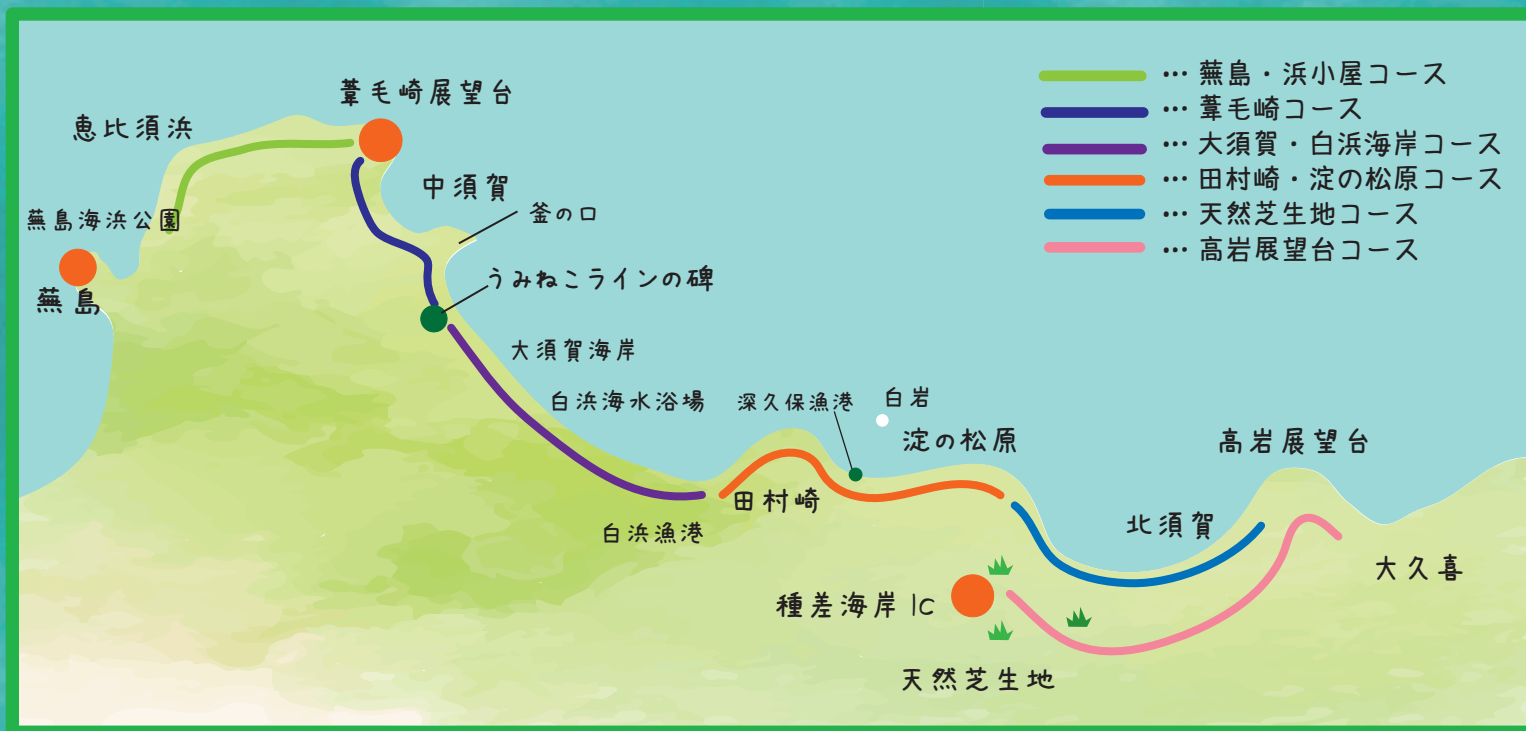 … 蕪島・浜小屋コース
… 葦毛崎コース
… 大須賀・白浜海岸コース
… 田村崎・淀の松原コース
… 天然芝生地コース
… 高岩展望台コース
葦毛崎展望台
恵比須浜
中須賀
釜の口
蕪島海浜公園
蕪島
うみねこラインの碑
大須賀海岸
白浜海水浴場
深久保漁港
白岩
淀の松原
高岩展望台
田村崎
白浜漁港
北須賀
大久喜
種差海岸 IC
天然芝生地